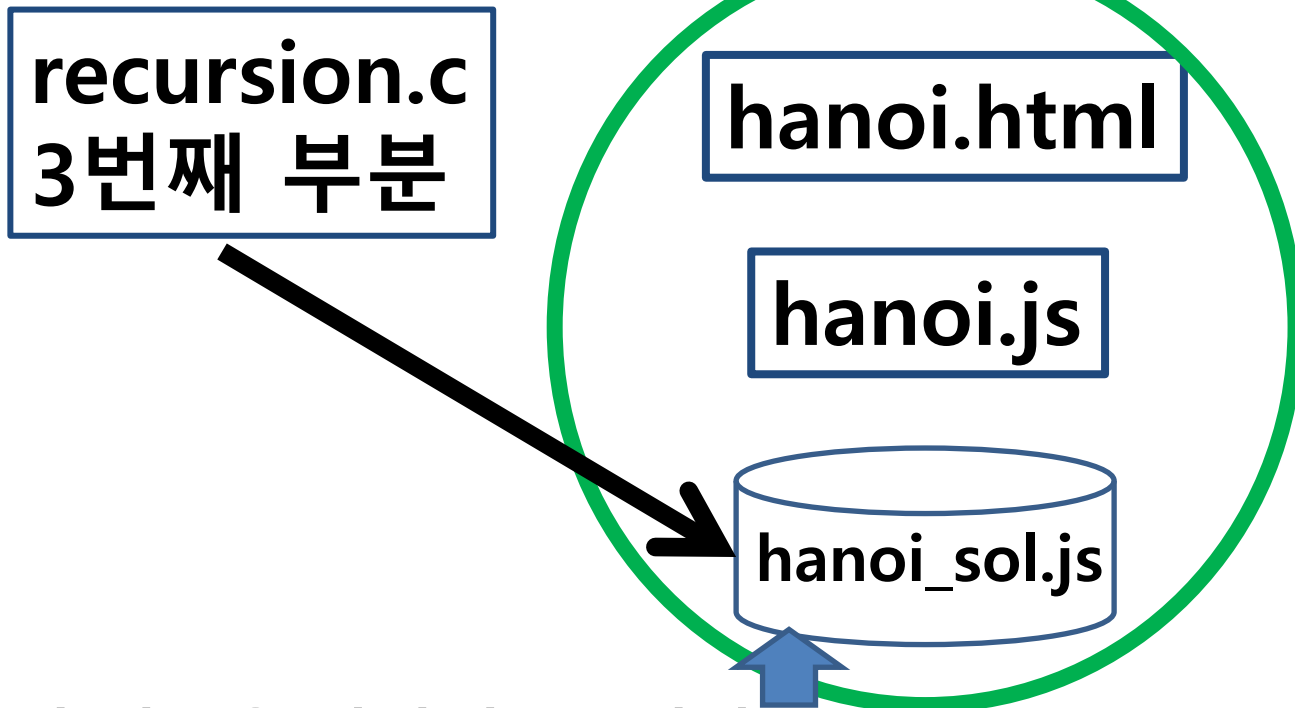 recursion.c
3번째 부분
hanoi.html
hanoi.js
hanoi_sol.js